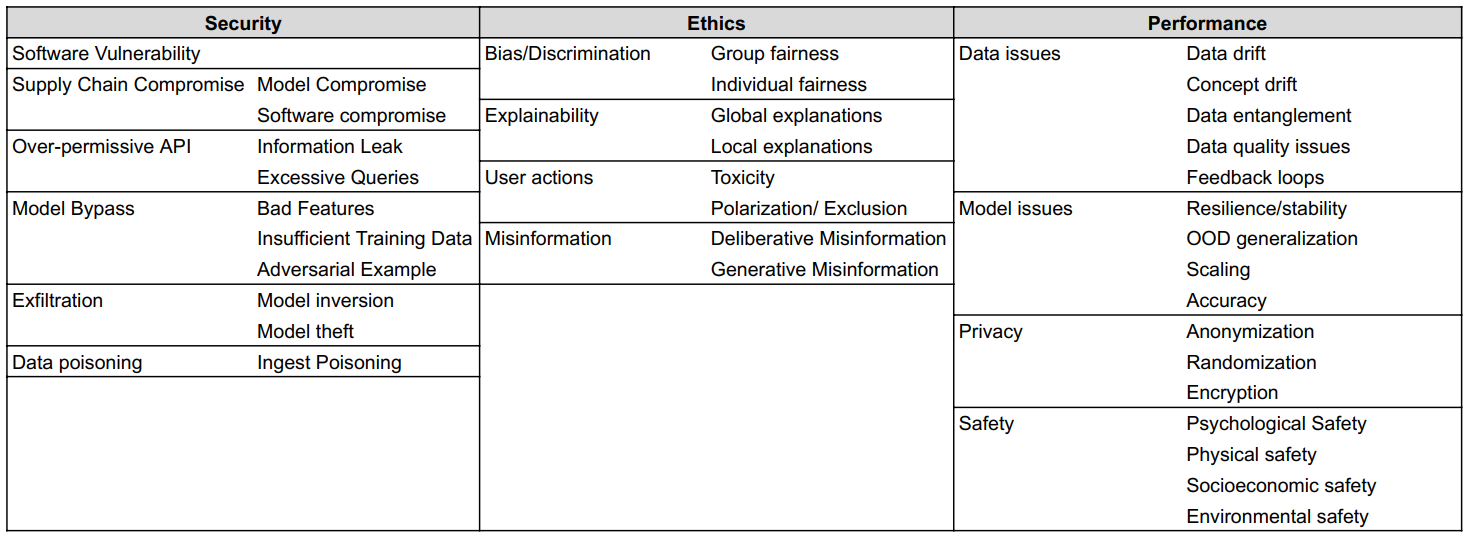 Security Ethics Performance
Software Vulnerability Bias/Discrimination Group fairness Data issues Data drift
Supply Chain Compromise Model Compromise Individual fairness Concept drift
Software compromise Explainability Global explanations Data entanglement
Over-permissive API Information Leak Local explanations Data quality issues
Excessive Queries User actions Toxicity Feedback loops
Model Bypass Bad Features Polarization/ Exclusion Model issues Resilience/stability
Insufficient Training Data Misinformation Deliberative Misinformation OOD generalization
Adversarial Example Generative Misinformation Scaling
Exfiltration Model inversion Accuracy
Model theft Privacy Anonymization
Data poisoning Ingest Poisoning Randomization
Encryption
Safety Psychological Safety
Physical safety
Socioeconomic safety
Environmental safety